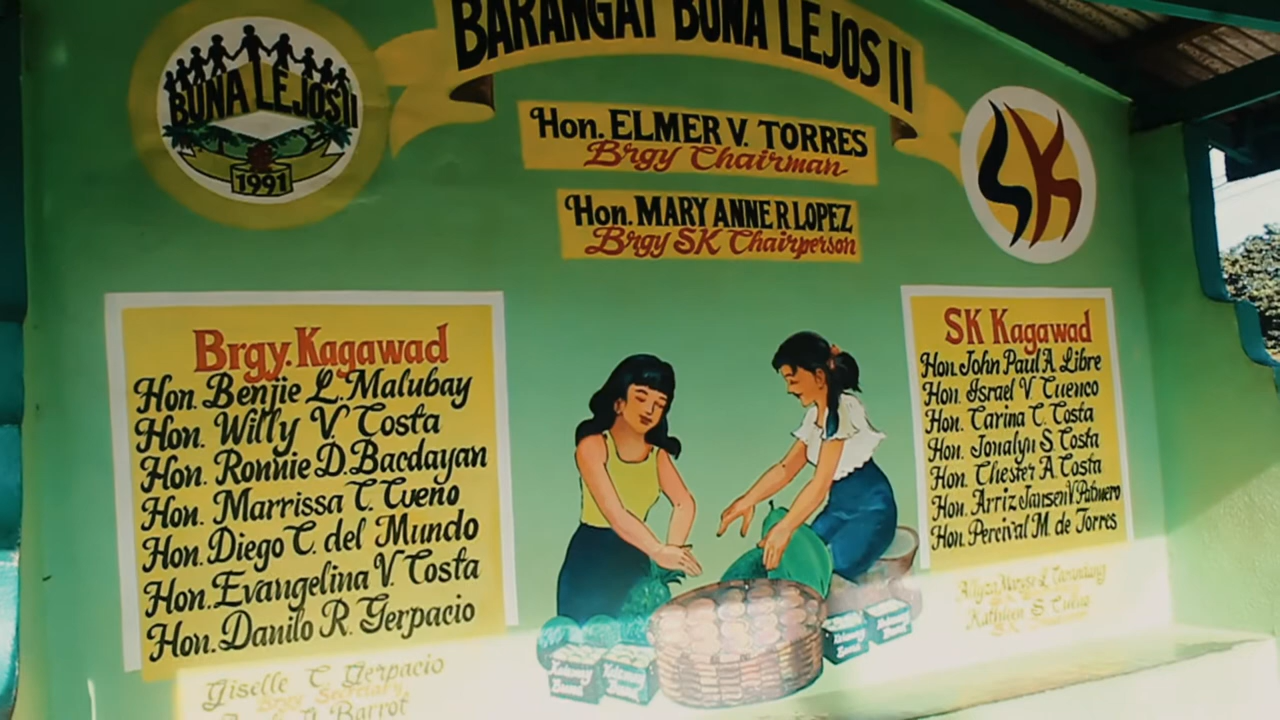 BARANGAY BUNA LEJOS II
BUNA LEJOS II
1991
Hon. ELMER V. TORRES
Brgy Chairman
Hon. MARY ANNE R LOPEZ
Brgy SK Chairperson
SK
Brgy. Kagawad
Hon. Benjie L. Malubay
Hon. Willy V. Costa
Hon. Ronnie D. Bacdayan
Hon. Marrissa C. Cueno
Hon. Diego C. del Mundo
Hon. Evangelina V. Costa
Hon. Danilo R. Gerpacio
Giselle C. Gerpacio
Brgy Secretary
Barrot
SK Kagawad
Hon. John Paul A. Libre
Hon. Israel V. Cuenco
Hon. Carina C. Costa
Hon. Jonalyn S. Costa
Hon. Chester A Costa
Hon. Arriz Jansen V.
Hon. Percival M. de Torres
Kathleen S.
SK